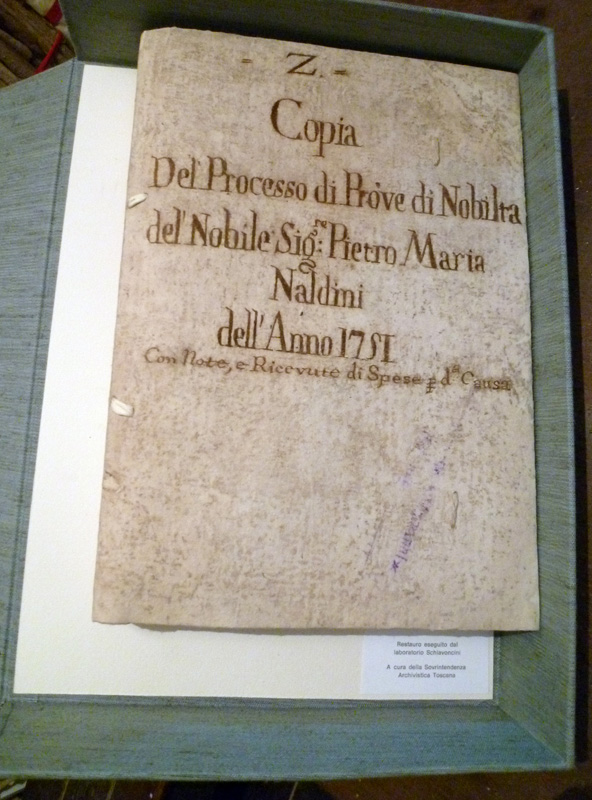 = Z. =
Copia
Del Processo di Prove di Nobiltà
del Nobile Sig:re Pietro Maria
Naldini
dell'Anno 1751
Con Note, e Ricevute di Spese p d.a Causa
Restauro eseguito dal
laboratorio Schiavoncini
A cura della Sovrintendenza
Archivistica Toscana